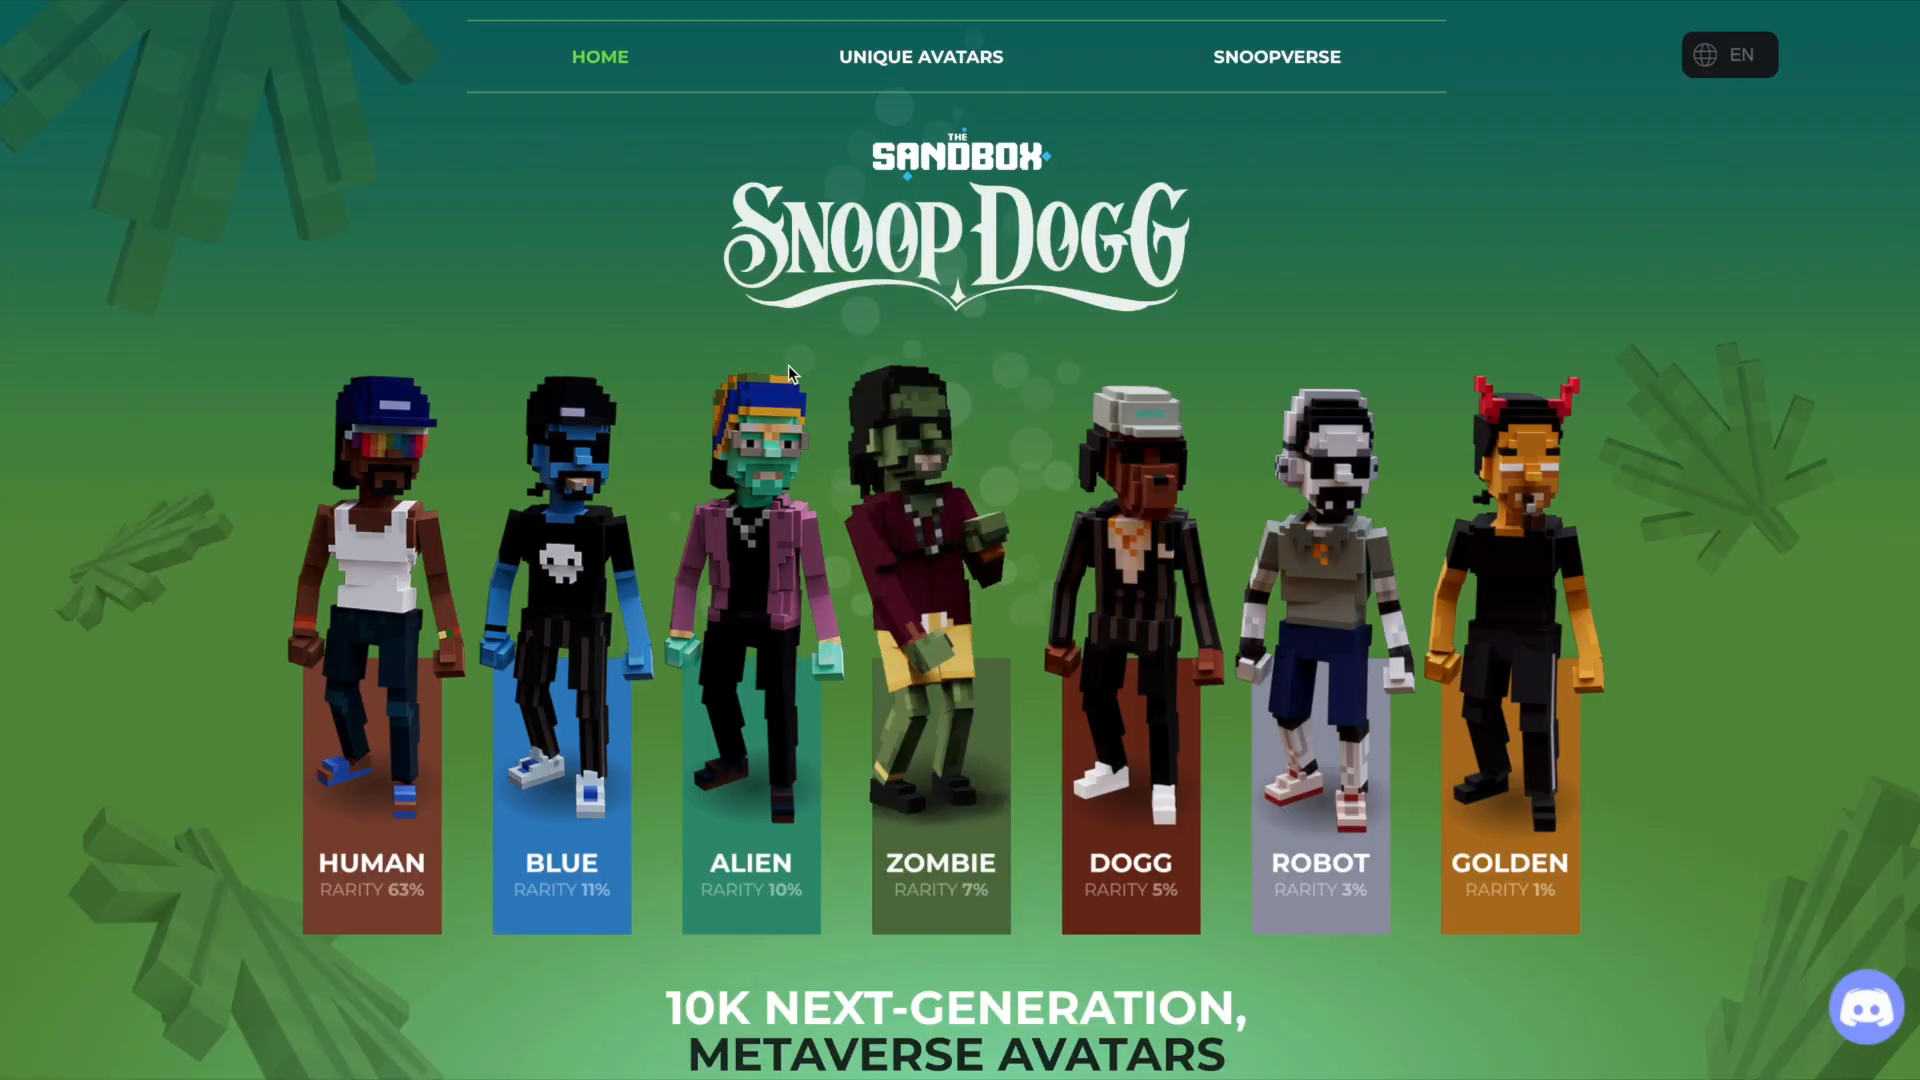 HOME UNIQUE AVATARS SNOOPVERSE EN
THE
SANDBOX
SNOOP DOGG
HUMAN BLUE ALIEN ZOMBIE DOGG ROBOT GOLDEN
RARITY 63% RARITY 11% RARITY 10% RARITY 7% RARITY 5% RARITY 3% RARITY 1%
10K NEXT-GENERATION,
METAVERSE AVATARS